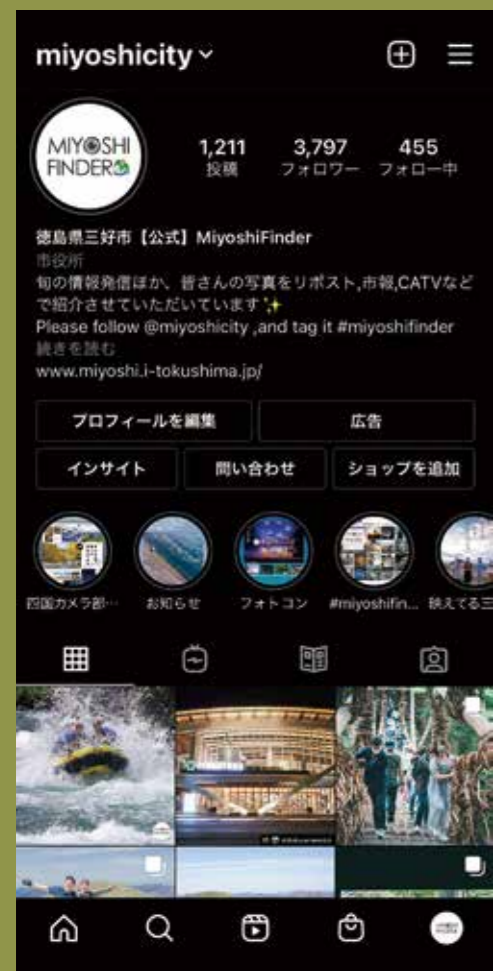 miyoshicity
MIYOSHI
FINDER
1,211
投稿
3,797
フォロワー
455
フォロー中
徳島県三好市【公式】MiyoshiFinder
市役所
旬の情報発信ほか、皆さんの写真をリポスト,市報,CATVなど
で紹介させていただいています✨
Please follow @miyoshicity ,and tag it #miyoshifinder
続きを読む
www.miyoshi.i-tokushima.jp/
プロフィールを編集
広告
インサイト
問い合わせ
ショップを追加
四国カメラ部…
お知らせ
フォトコン
#miyoshifin...
映えてる三